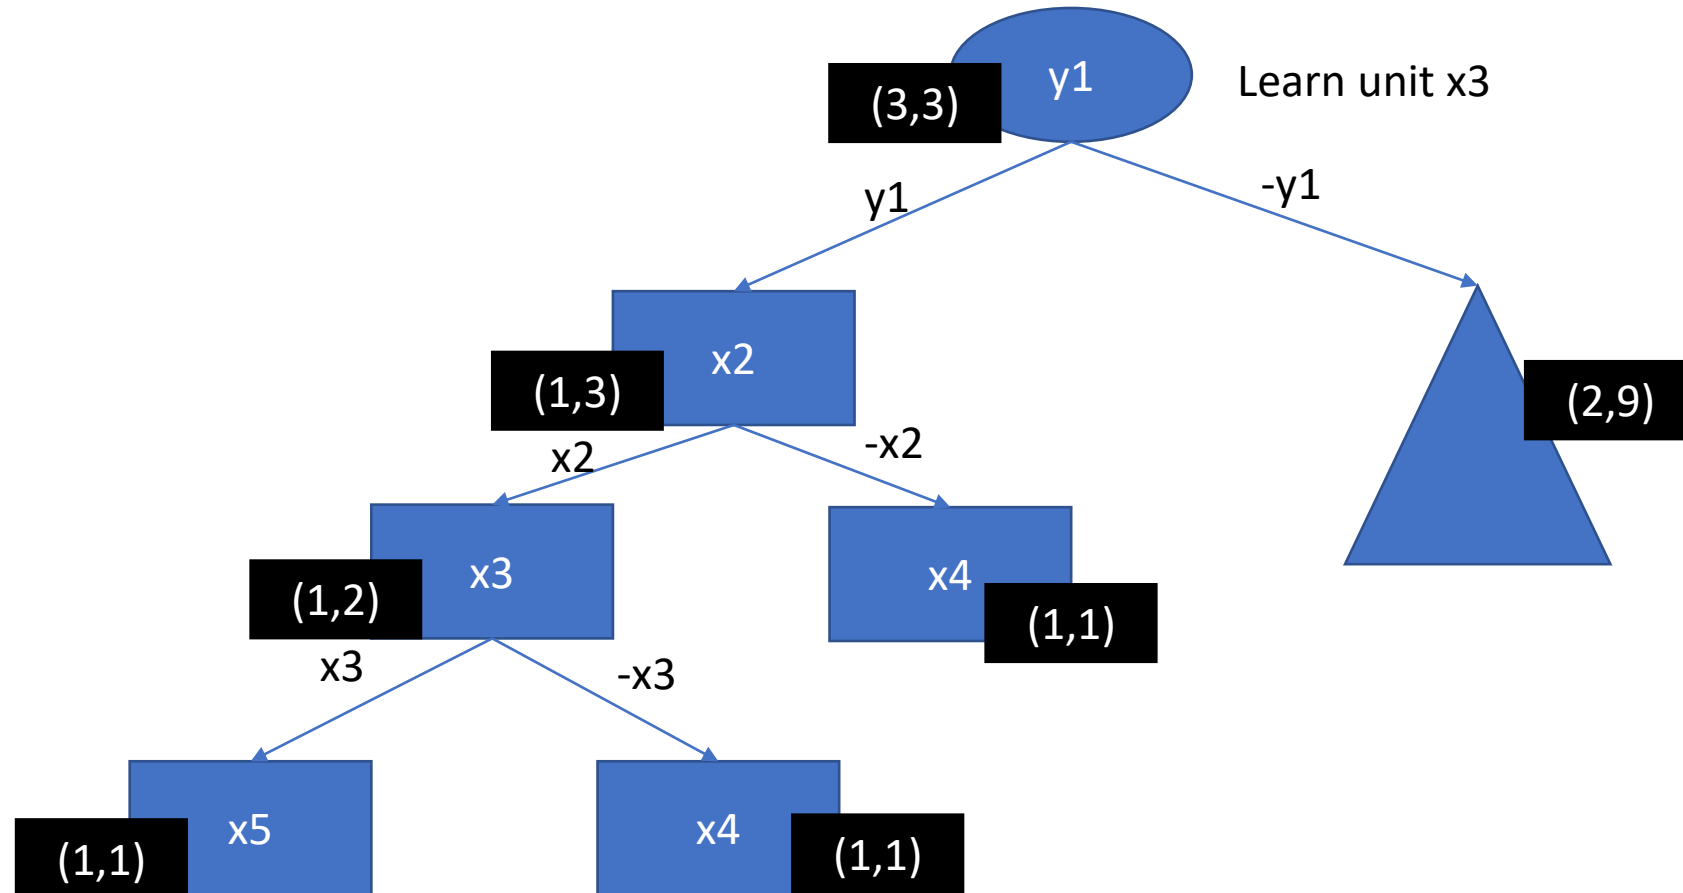 y1
(3,3)
Learn unit x3
y1
-y1
x2
(1,3)
(2,9)
x2
-x2
x3
(1,2)
x4
(1,1)
x3
-x3
x5
(1,1)
x4
(1,1)